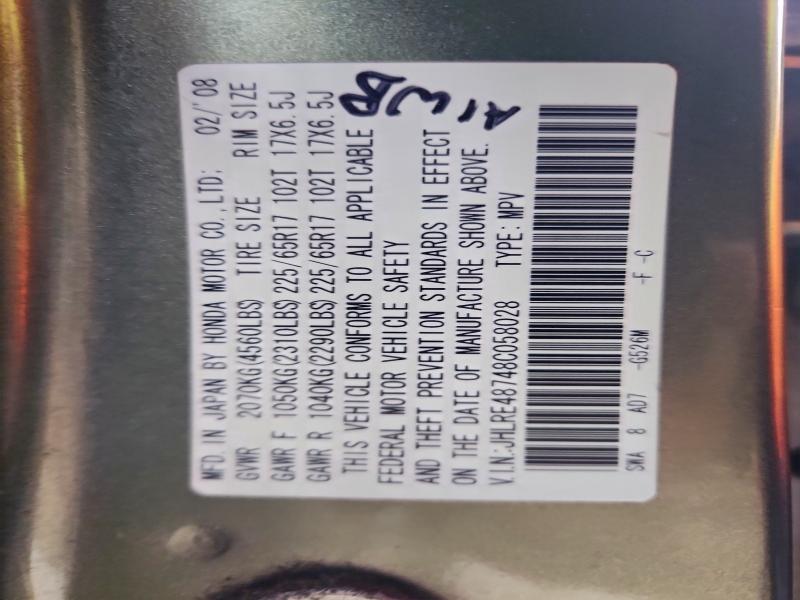 MFD. IN JAPAN BY HONDA MOTOR CO., LTD: 02/'08
GVWR 2070KG(4560LBS) TIRE SIZE RIM SIZE
GAWR F 1050KG(2310LBS)225/65R17 102T 17X6.5J
GAWR R 1040KG(2290LBS)225/65R17 102T 17X6.5J
THIS VEHICLE CONFORMS TO ALL APPLICABLE
FEDERAL MOTOR VEHICLE SAFETY
AND THEFT PREVENTION STANDARDS IN EFFECT
ON THE DATE OF MANUFACTURE SHOWN ABOVE.
V.I.N:JHLRE48748C058028 TYPE: MPV
SWA 8 AD7 -G526M -F -C